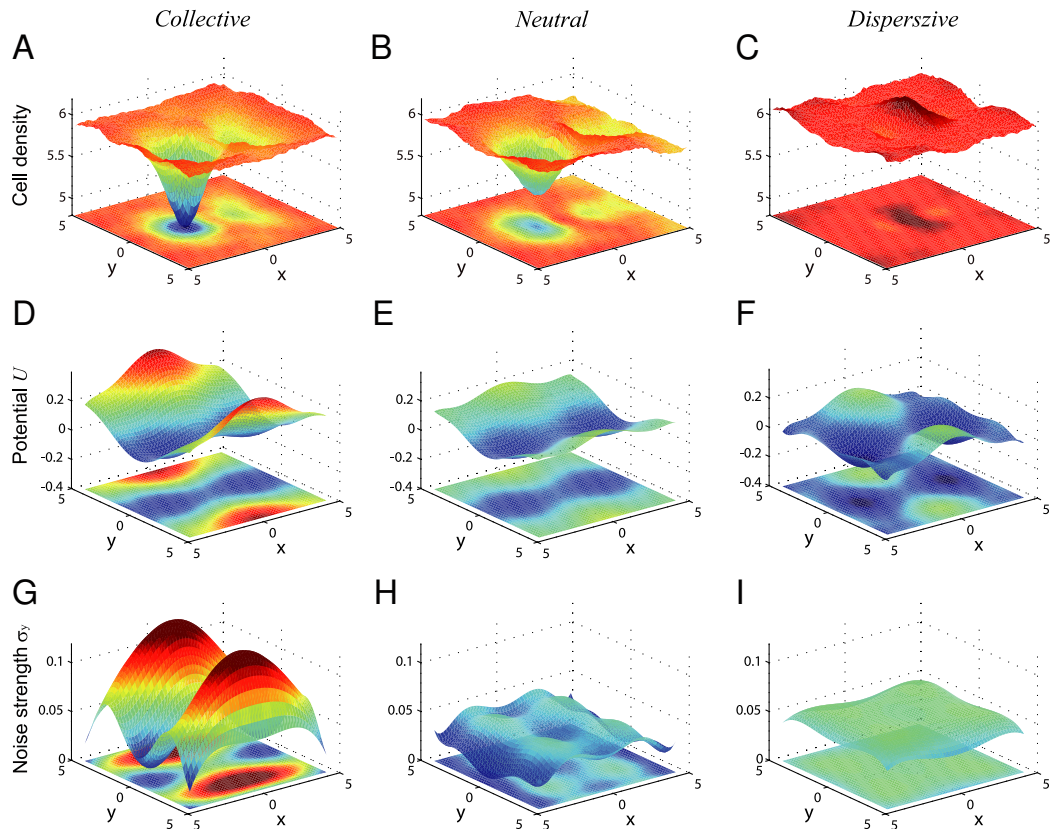 Collective Neutral Disperszive
A B C
Cell density
6 5.5 5 5 0 5 5 0 5 y x
6 5.5 5 5 0 5 5 0 5 y x
6 5.5 5 5 0 5 5 0 5 y x
D E F
Potential U
0.2 0 -0.2 -0.4 5 0 5 5 0 5 y x
0.2 0 -0.2 -0.4 5 0 5 5 0 5 y x
0.2 0 -0.2 -0.4 5 0 5 5 0 5 y x
G H I
Noise strength σy
0.1 0.05 0 5 0 5 5 0 5 y x
0.1 0.05 0 5 0 5 5 0 5 y x
0.1 0.05 0 5 0 5 5 0 5 y x